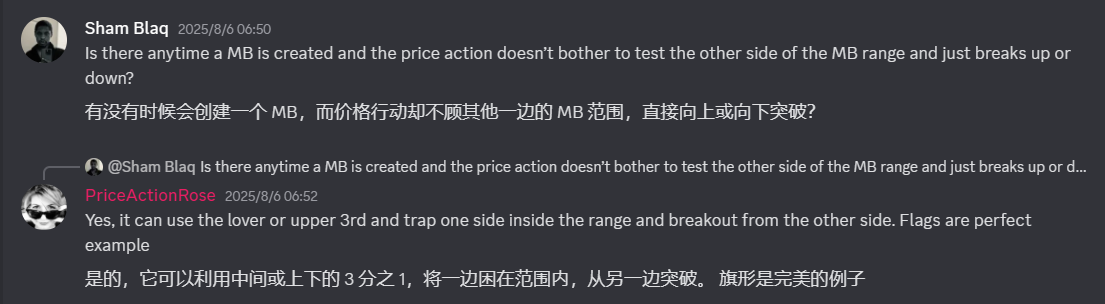 Sham Blaq 2025/8/6 06:50
Is there anytime a MB is created and the price action doesn’t bother to test the other side of the MB range and just breaks up or
down?
有没有时候会创建一个 MB，而价格行动却不顾其他一边的 MB 范围，直接向上或向下突破？
@Sham Blaq Is there anytime a MB is created and the price action doesn’t bother to test the other side of the MB range and just breaks up or d...
PriceActionRose 2025/8/6 06:52
Yes, it can use the lover or upper 3rd and trap one side inside the range and breakout from the other side. Flags are perfect
example
是的，它可以利用中间或上下的 3 分之 1，将一边困在范围内，从另一边突破。 旗形是完美的例子